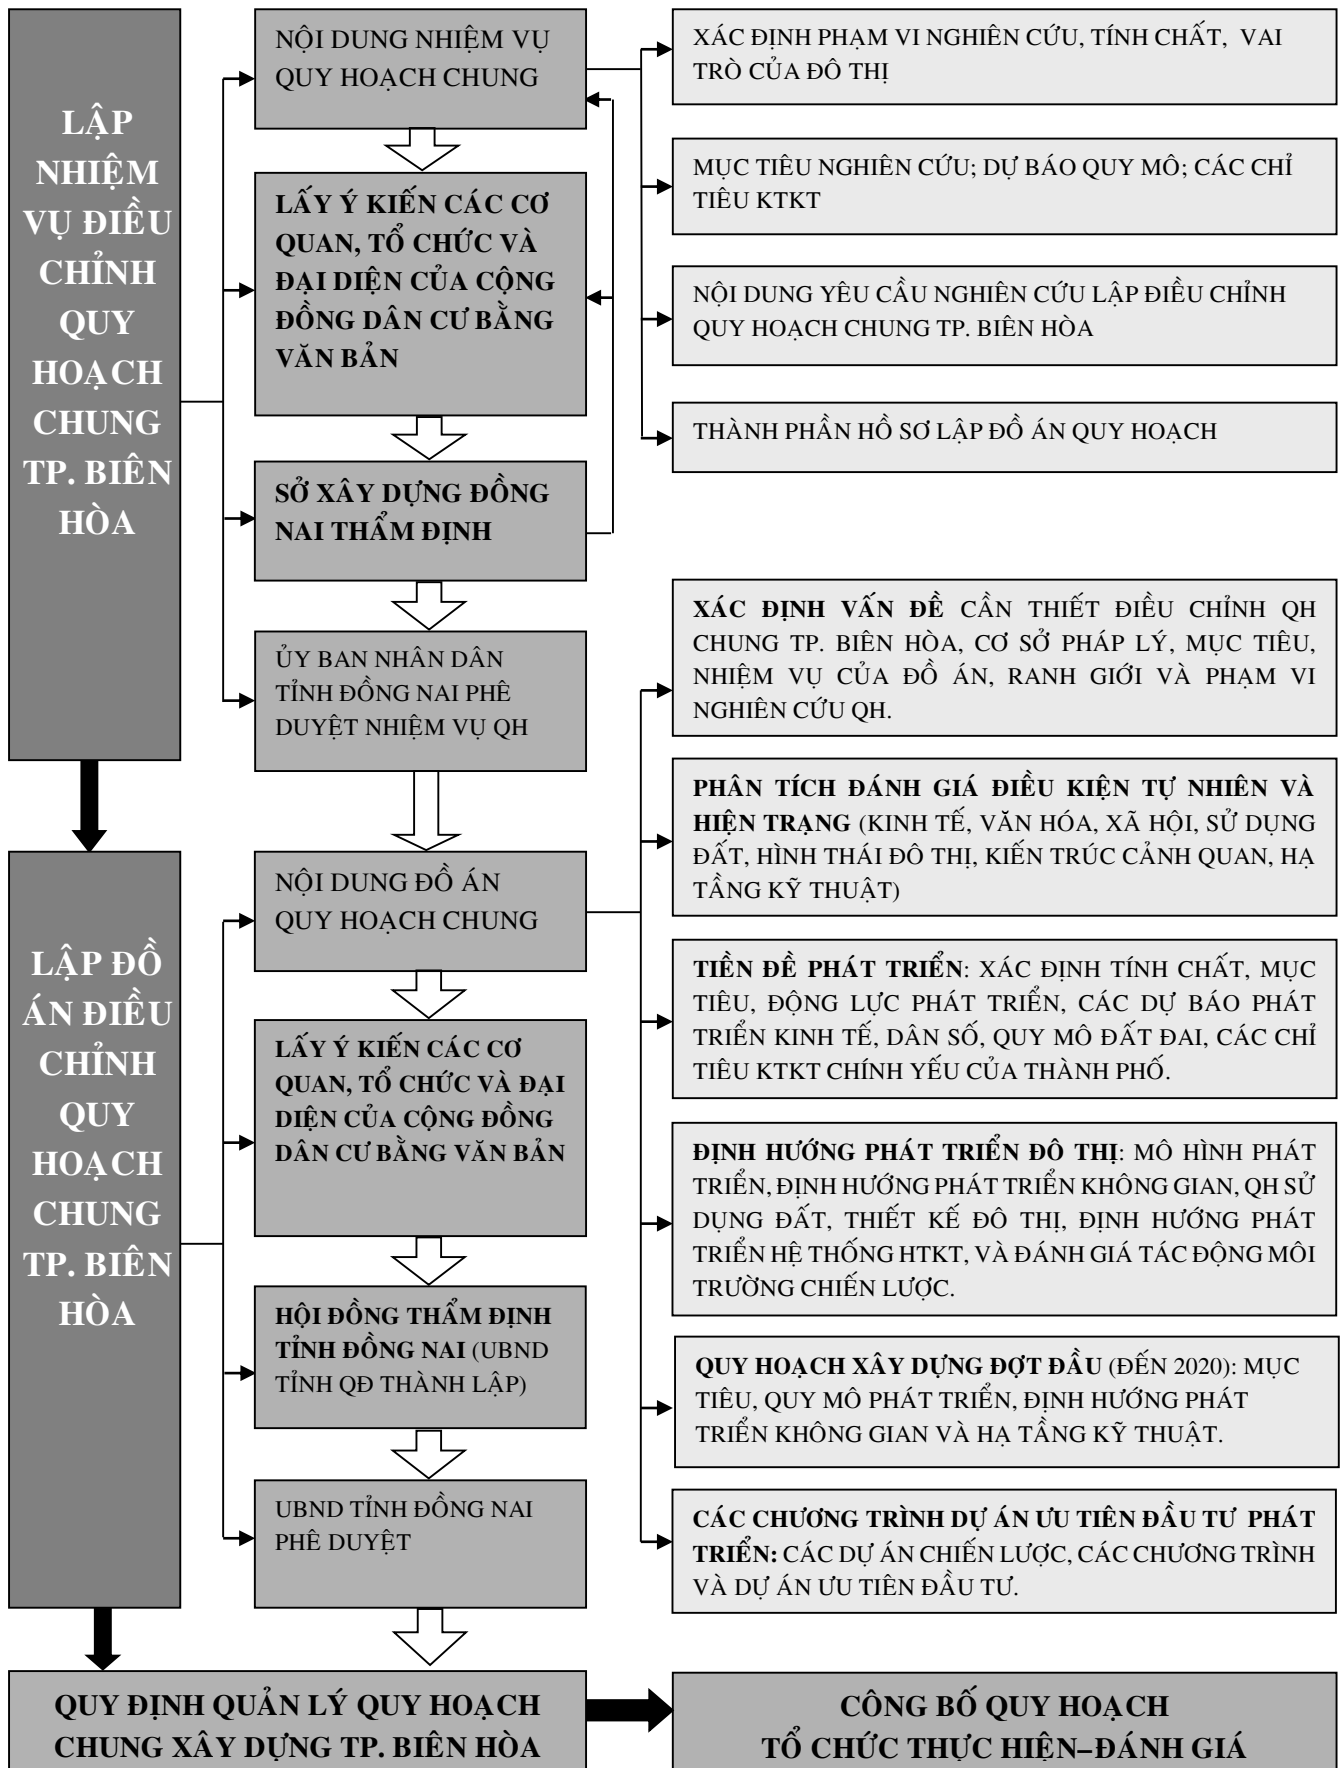 LẬP
NHIỆM
VỤ ĐIỀU
CHỈNH
QUY
HOẠCH
CHUNG
TP. BIÊN
HÒA
NỘI DUNG NHIỆM VỤ
QUY HOẠCH CHUNG
LẤY Ý KIẾN CÁC CƠ
QUAN, TỔ CHỨC VÀ
ĐẠI DIỆN CỦA CỘNG
ĐỒNG DÂN CƯ BẰNG
VĂN BẢN
SỞ XÂY DỰNG ĐỒNG
NAI THẨM ĐỊNH
ỦY BAN NHÂN DÂN
TỈNH ĐỒNG NAI PHÊ
DUYỆT NHIỆM VỤ QH
XÁC ĐỊNH PHẠM VI NGHIÊN CỨU, TÍNH CHẤT, VAI
TRÒ CỦA ĐÔ THỊ
MỤC TIÊU NGHIÊN CỨU; DỰ BÁO QUY MÔ; CÁC CHỈ
TIÊU KTKT
NỘI DUNG YÊU CẦU NGHIÊN CỨU LẬP ĐIỀU CHỈNH
QUY HOẠCH CHUNG TP. BIÊN HÒA
THÀNH PHẦN HỒ SƠ LẬP ĐỒ ÁN QUY HOẠCH
LẬP ĐỒ
ÁN ĐIỀU
CHỈNH
QUY
HOẠCH
CHUNG
TP. BIÊN
HÒA
NỘI DUNG ĐỒ ÁN
QUY HOẠCH CHUNG
LẤY Ý KIẾN CÁC CƠ
QUAN, TỔ CHỨC VÀ ĐẠI
DIỆN CỦA CỘNG ĐỒNG
DÂN CƯ BẰNG VĂN BẢN
HỘI ĐỒNG THẨM ĐỊNH
TỈNH ĐỒNG NAI (UBND
TỈNH QĐ THÀNH LẬP)
UBND TỈNH ĐỒNG NAI
PHÊ DUYỆT
XÁC ĐỊNH VẤN ĐỀ CẦN THIẾT ĐIỀU CHỈNH QH
CHUNG TP. BIÊN HÒA, CƠ SỞ PHÁP LÝ, MỤC TIÊU,
NHIỆM VỤ CỦA ĐỒ ÁN, RANH GIỚI VÀ PHẠM VI
NGHIÊN CỨU QH.
PHÂN TÍCH ĐÁNH GIÁ ĐIỀU KIỆN TỰ NHIÊN VÀ
HIỆN TRẠNG (KINH TẾ, VĂN HÓA, XÃ HỘI, SỬ DỤNG
ĐẤT, HÌNH THÁI ĐÔ THỊ, KIẾN TRÚC CẢNH QUAN, HẠ
TẦNG KỸ THUẬT)
TIỀN ĐỀ PHÁT TRIỂN: XÁC ĐỊNH TÍNH CHẤT, MỤC
TIÊU, ĐỘNG LỰC PHÁT TRIỂN, CÁC DỰ BÁO PHÁT
TRIỂN KINH TẾ, DÂN SỐ, QUY MÔ ĐẤT ĐAI, CÁC CHỈ
TIÊU KTKT CHÍNH YẾU CỦA THÀNH PHỐ.
ĐỊNH HƯỚNG PHÁT TRIỂN ĐÔ THỊ: MÔ HÌNH PHÁT
TRIỂN, ĐỊNH HƯỚNG PHÁT TRIỂN KHÔNG GIAN, QH SỬ
DỤNG ĐẤT, THIẾT KẾ ĐÔ THỊ, ĐỊNH HƯỚNG PHÁT
TRIỂN HỆ THỐNG HTKT, VÀ ĐÁNH GIÁ TÁC ĐỘNG MÔI
TRƯỜNG CHIẾN LƯỢC.
QUY HOẠCH XÂY DỰNG ĐỢT ĐẦU (ĐẾN 2020): MỤC
TIÊU, QUY MÔ PHÁT TRIỂN, ĐỊNH HƯỚNG PHÁT
TRIỂN KHÔNG GIAN VÀ HẠ TẦNG KỸ THUẬT.
CÁC CHƯƠNG TRÌNH DỰ ÁN ƯU TIÊN ĐẦU TƯ PHÁT
TRIỂN: CÁC DỰ ÁN CHIẾN LƯỢC, CÁC CHƯƠNG TRÌNH
VÀ DỰ ÁN ƯU TIÊN ĐẦU TƯ.
QUY ĐỊNH QUẢN LÝ QUY HOẠCH
CHUNG XÂY DỰNG TP. BIÊN HÒA
CÔNG BỐ QUY HOẠCH
TỔ CHỨC THỰC HIỆN–ĐÁNH GIÁ